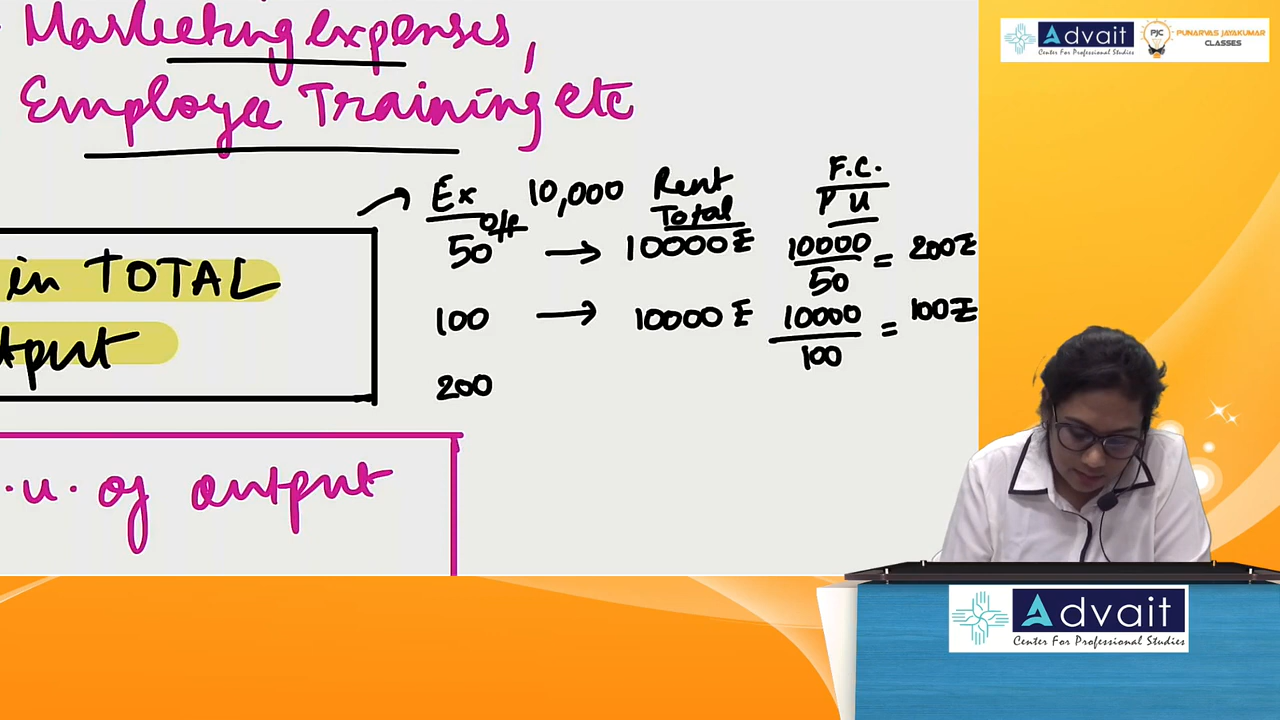 Marketing expenses,
Employee Training etc
Ex 10,000 Rent F.C.
O/p Total P U
50 → 10000 ₹ 10000/50 = 200 ₹
in TOTAL
100 → 10000 ₹ 10000/100 = 100 ₹
output
200
.u. of output
Advait
Center For Professional Studies
PJC
PUNARVAS JAYAKUMAR
CLASSES
Advait
Center For Professional Studies